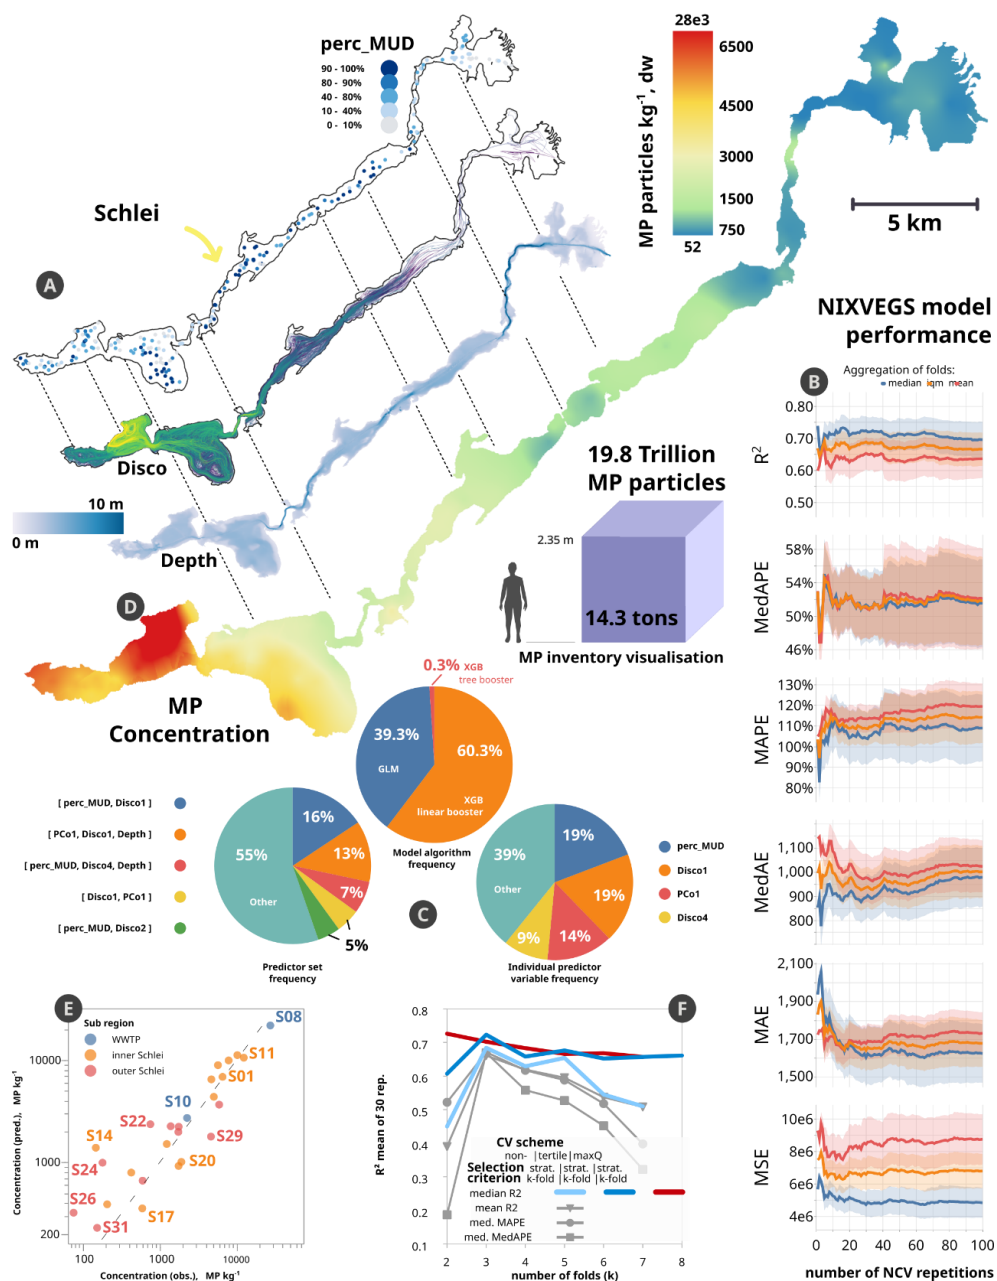 perc_MUD
90 - 100%
80 - 90%
40 - 80%
10 - 40%
0 - 10%
Schlei
A
Disco
10 m
0 m
Depth
MP particles kg-1, dw
28e3
6500
4500
3000
1500
750
52
5 km
NIXVEGS model
performance
B
Aggregation of folds:
median iqm mean
R2
0.80
0.70
0.60
0.50
MedAPE
58%
54%
50%
46%
MAPE
130%
120%
110%
100%
90%
80%
MedAE
1,100
1,000
900
800
MAE
2,100
1,900
1,700
1,500
MSE
10e6
8e6
6e6
4e6
0 20 40 60 80 100
number of NCV repetitions
19.8 Trillion
MP particles
2.35 m
14.3 tons
MP inventory visualisation
D
MP
Concentration
0.3% XGB
tree booster
39.3%
GLM
60.3%
XGB
linear booster
Model algorithm
frequency
[ perc_MUD, Disco1 ]
[ PCo1, Disco1, Depth ]
[ perc_MUD, Disco4, Depth ]
[ Disco1, PCo1 ]
[ perc_MUD, Disco2 ]
16%
13%
7%
5%
55%
Other
Predictor set
frequency
C
19%
19%
14%
9%
39%
Other
Individual predictor
variable frequency
perc_MUD
Disco1
PCo1
Disco4
E
Sub region
WWTP
inner Schlei
outer Schlei
S08
S11
S01
S10
S22
S29
S14
S20
S24
S26
S17
S31
10000
1000
200
Concentration (pred.), MP kg-1
100 1000 10000
Concentration (obs.), MP kg-1
F
0.8
0.7
0.6
0.5
0.4
0.3
0.2
0.1
R2 mean of 30 rep.
CV scheme
non- |tertile|maxQ
Selection strat. |strat. |strat.
criterion k-fold |k-fold |k-fold
median R2
mean R2
med. MAPE
med. MedAPE
2 3 4 5 6 7 8
number of folds (k)